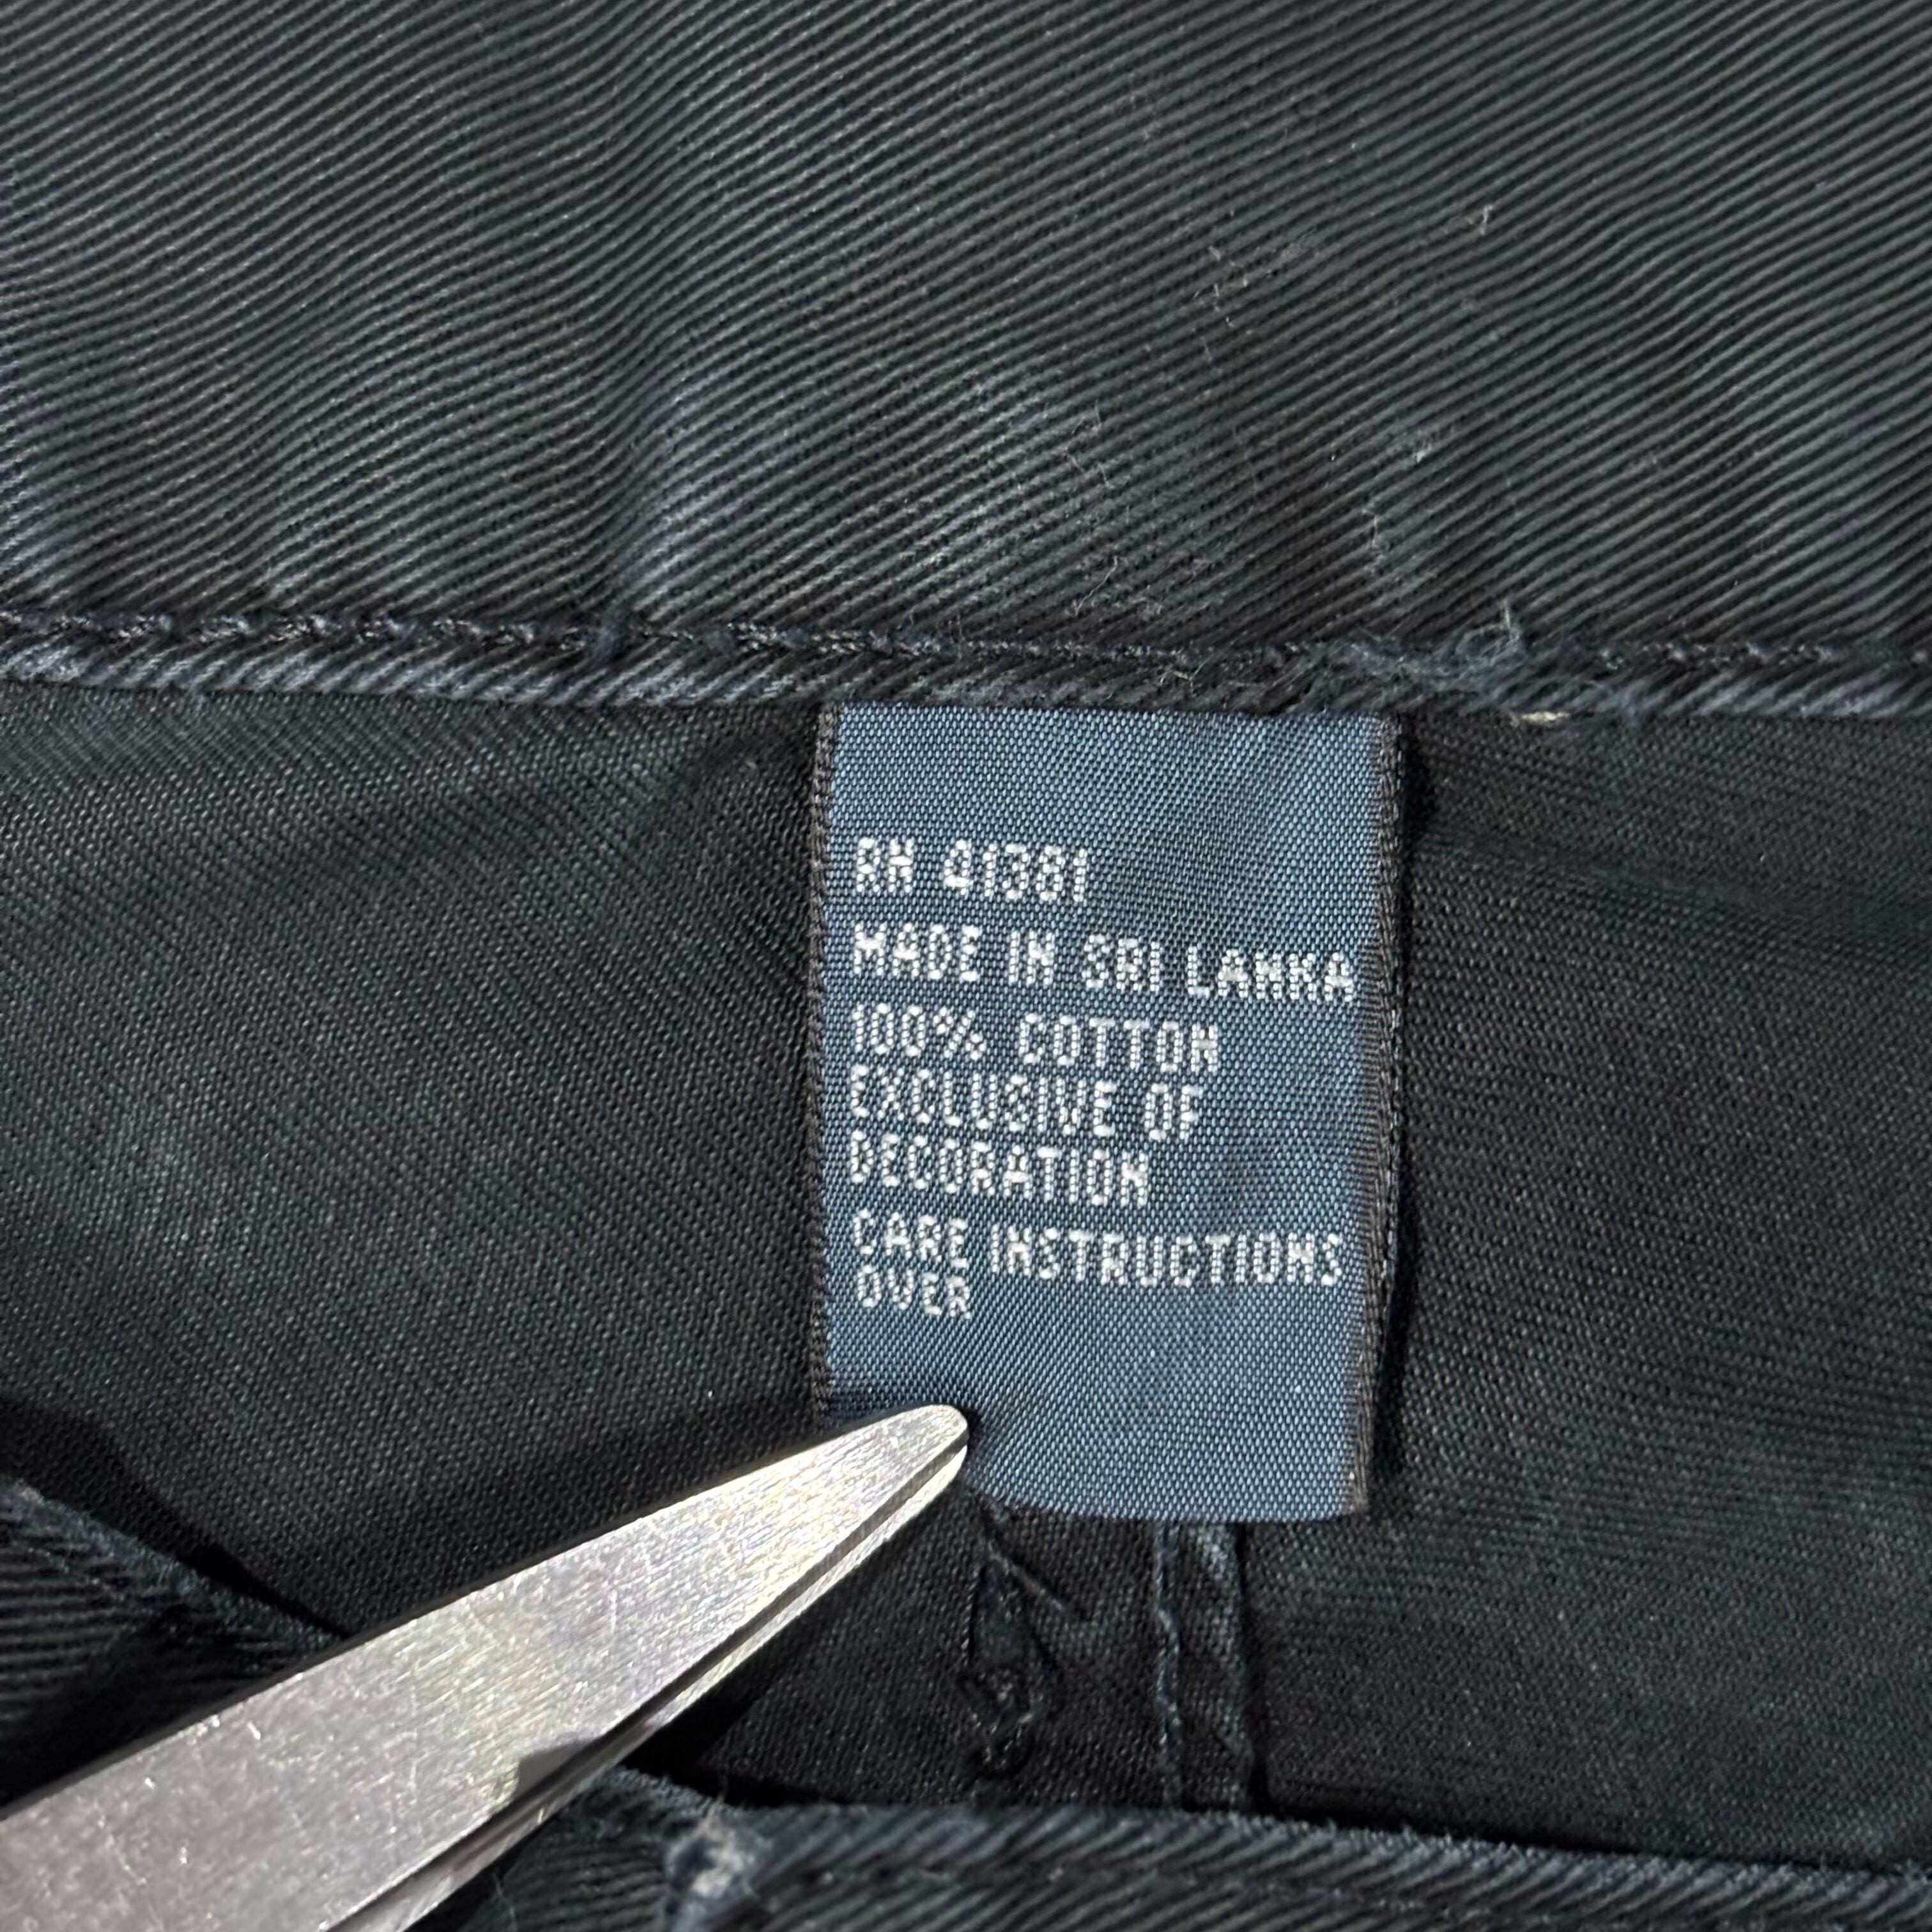 RN 41381
MADE IN SRI LANKA
100% COTTON
EXCLUSIVE OF
DECORATION
CARE INSTRUCTIONS
OVER